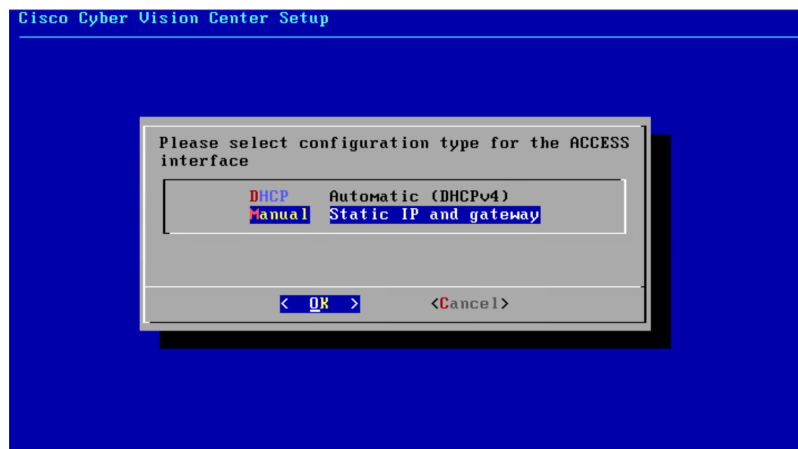 Cisco Cyber Vision Center Setup
Please select configuration type for the ACCESS
interface
DHCP Automatic (DHCPv4)
Manual Static IP and gateway
< OK > <Cancel>